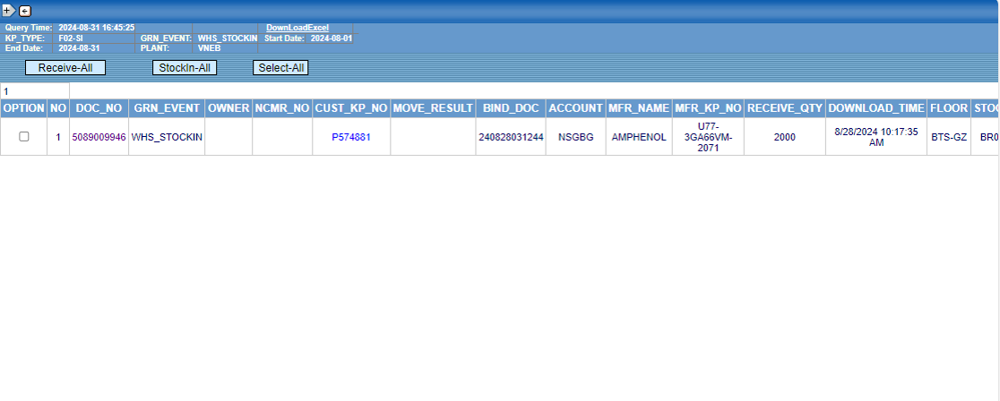 Query Time: 2024-08-31 16:45:25 DownLoadExcel
KP_TYPE: F02-SI GRN_EVENT: WHS_STOCKIN Start Date: 2024-08-01
End Date: 2024-08-31 PLANT: VNEB
Receive-All StockIn-All Select-All
1
OPTION NO DOC_NO GRN_EVENT OWNER NCMR_NO CUST_KP_NO MOVE_RESULT BIND_DOC ACCOUNT MFR_NAME MFR_KP_NO RECEIVE_QTY DOWNLOAD_TIME FLOOR STOC
1 5089009946 WHS_STOCKIN P574881 240828031244 NSGBG AMPHENOL U77-3GA66VM-2071 2000 8/28/2024 10:17:35 AM BTS-GZ BR0